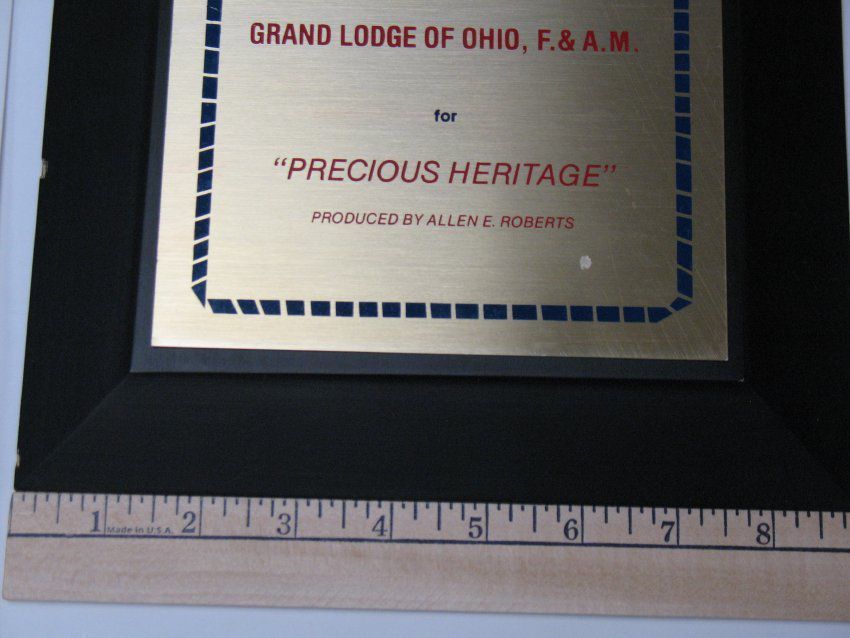 GRAND LODGE OF OHIO, F. & A.M.
for
“PRECIOUS HERITAGE”
PRODUCED BY ALLEN E. ROBERTS
1 Made in U.S.A. 2 3 4 5 6 7 8